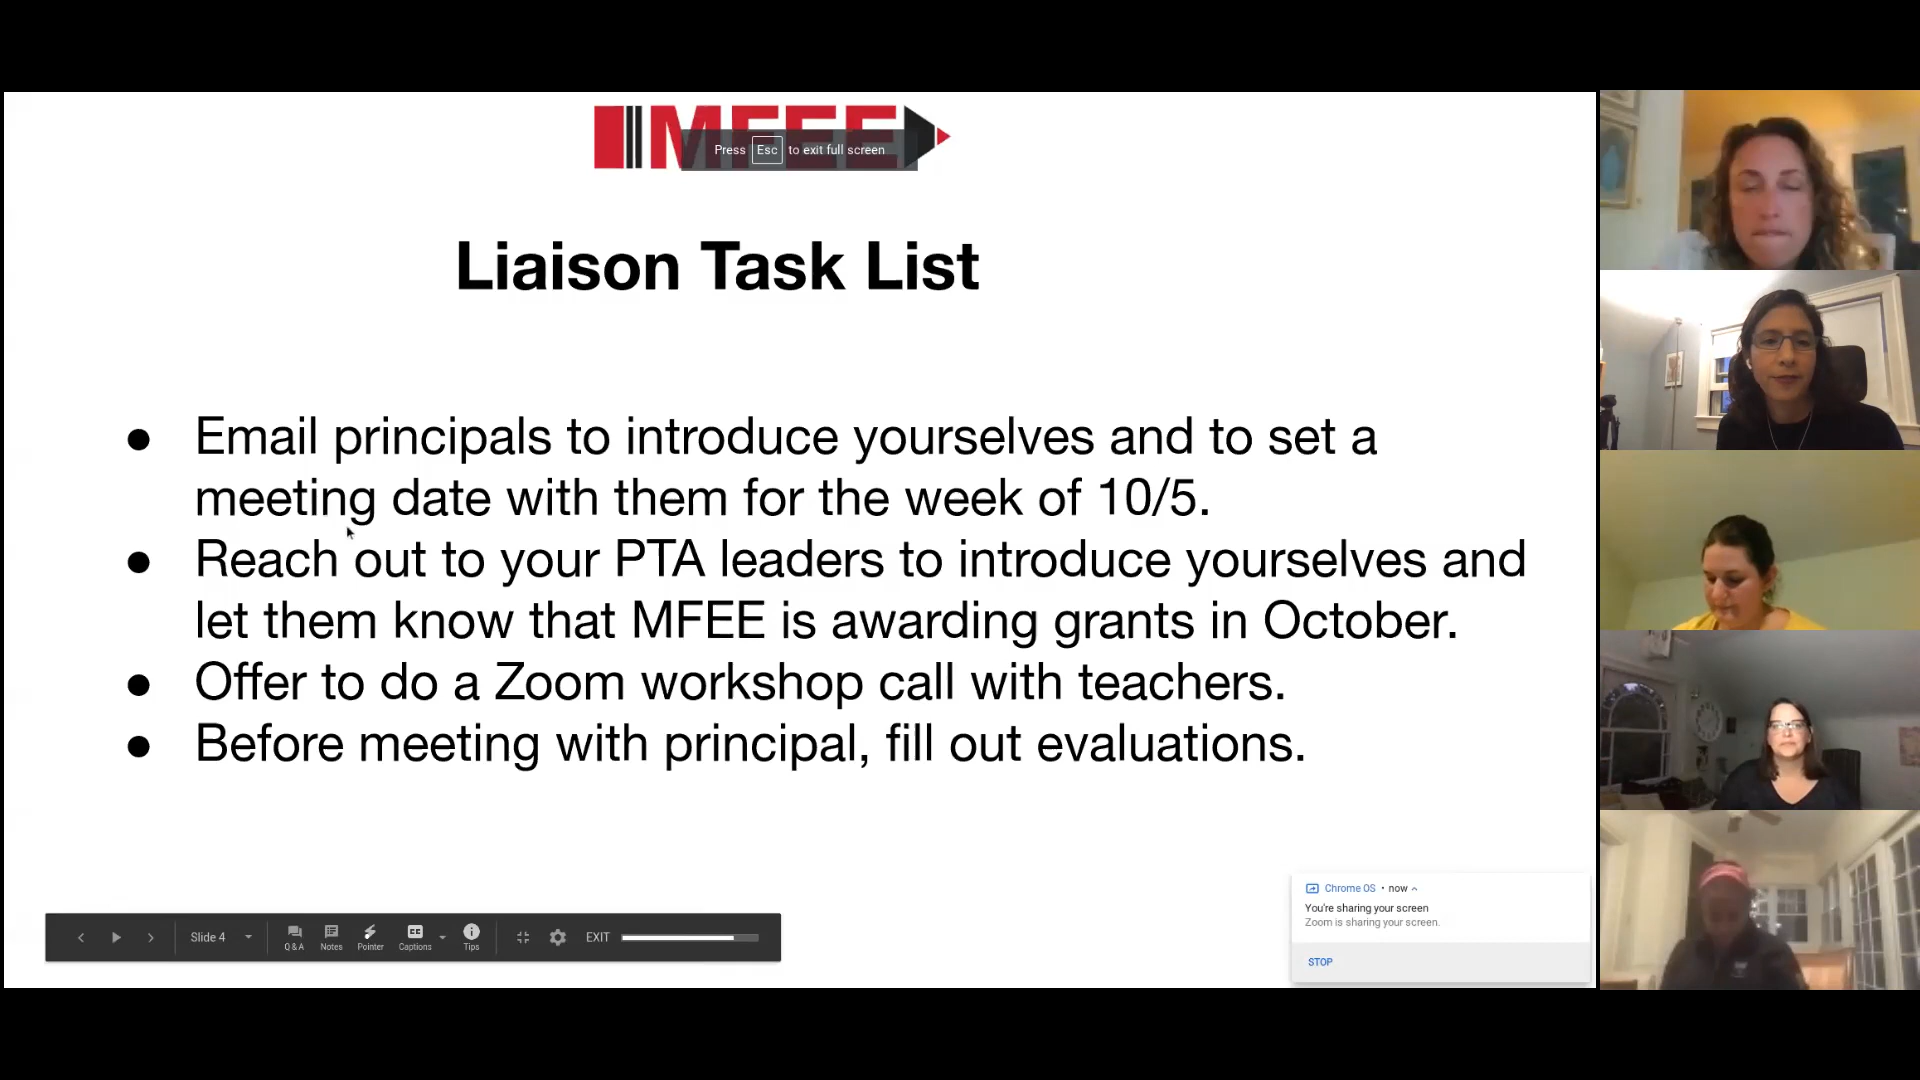 MFEE
Press Esc to exit full screen
Liaison Task List
● Email principals to introduce yourselves and to set a
meeting date with them for the week of 10/5.
● Reach out to your PTA leaders to introduce yourselves and
let them know that MFEE is awarding grants in October.
● Offer to do a Zoom workshop call with teachers.
● Before meeting with principal, fill out evaluations.
Chrome OS • now
You're sharing your screen
Zoom is sharing your screen.
STOP
Slide 4 Q & A Notes Pointer CC Captions Tips EXIT